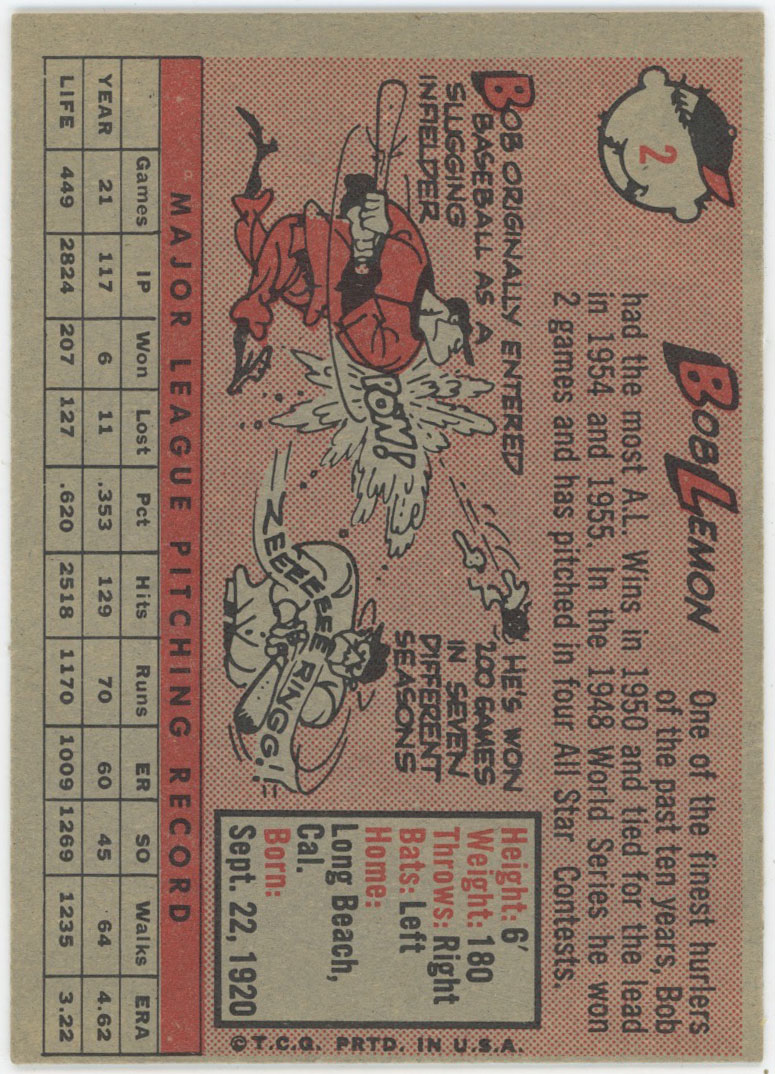 2
BOB LEMON
One of the finest hurlers
of the past ten years, Bob
had the most A.L. Wins in 1950 and tied for the lead
in 1954 and 1955. In the 1948 World Series he won
2 games and has pitched in four All Star Contests.
BOB ORIGINALLY ENTERED
BASEBALL AS A
SLUGGING
INFIELDER
POW!
HE'S WON
200 GAMES
IN SEVEN
DIFFERENT
SEASONS
ZEEEEEEE RINGG!!
Height: 6'
Weight: 180
Throws: Right
Bats: Left
Home:
Long Beach,
Cal.
Born:
Sept. 22, 1920
© T.C.G. PRTD. IN U.S.A.
MAJOR LEAGUE PITCHING RECORD
Games IP Won Lost Pct Hits Runs ER SO Walks ERA
YEAR 21 117 6 11 .353 129 70 60 45 64 4.62
LIFE 449 2824 207 127 .620 2518 1170 1009 1269 1235 3.22